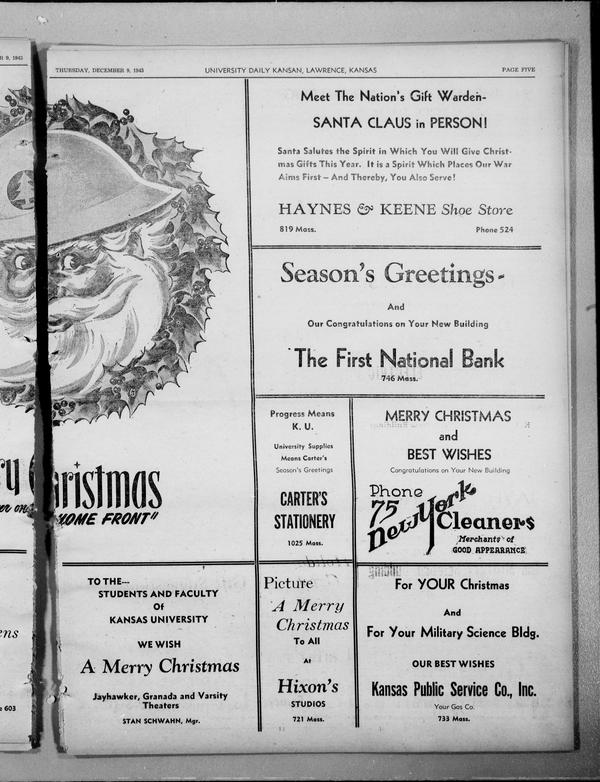 R 9, 1943
THURSDAY, DECEMBER 9, 1943
UNIVERSITY DAILY KANSAN, LAWRENCE, KANSAS
PAGE FIVE
ristmas
HOME FRONT"
ens
e 603
Meet The Nation's Gift Warden-
SANTA CLAUS in PERSON!
Santa Salutes the Spirit in Which You Will Give Christ-
mas Gifts This Year. It is a Spirit Which Places Our War
Aims First - And Thereby, You Also Serve!
HAYNES & KEENE Shoe Store
819 Mass.
Phone 524
Season's Greetings-
And
Our Congratulations on Your New Building
The First National Bank
746 Mass.
Progress Means
K. U.
University Supplies
Means Carter's
Season's Greetings
CARTER'S
STATIONERY
1025 Mass.
MERRY CHRISTMAS
and
BEST WISHES
Congratulations on Your New Building
Phone
75
New York
Cleaners
Merchants of
GOOD APPEARANCE
TO THE---
STUDENTS AND FACULTY
Of
KANSAS UNIVERSITY
WE WISH
A Merry Christmas
Jayhawker, Granada and Varsity
Theaters
STAN SCHWAHN, Mgr.
Picture
A Merry
Christmas
To All
At
Hixon's
STUDIOS
721 Mass.
For YOUR Christmas
And
For Your Military Science Bldg.
OUR BEST WISHES
Kansas Public Service Co., Inc.
Your Gas Co.
733 Mass.